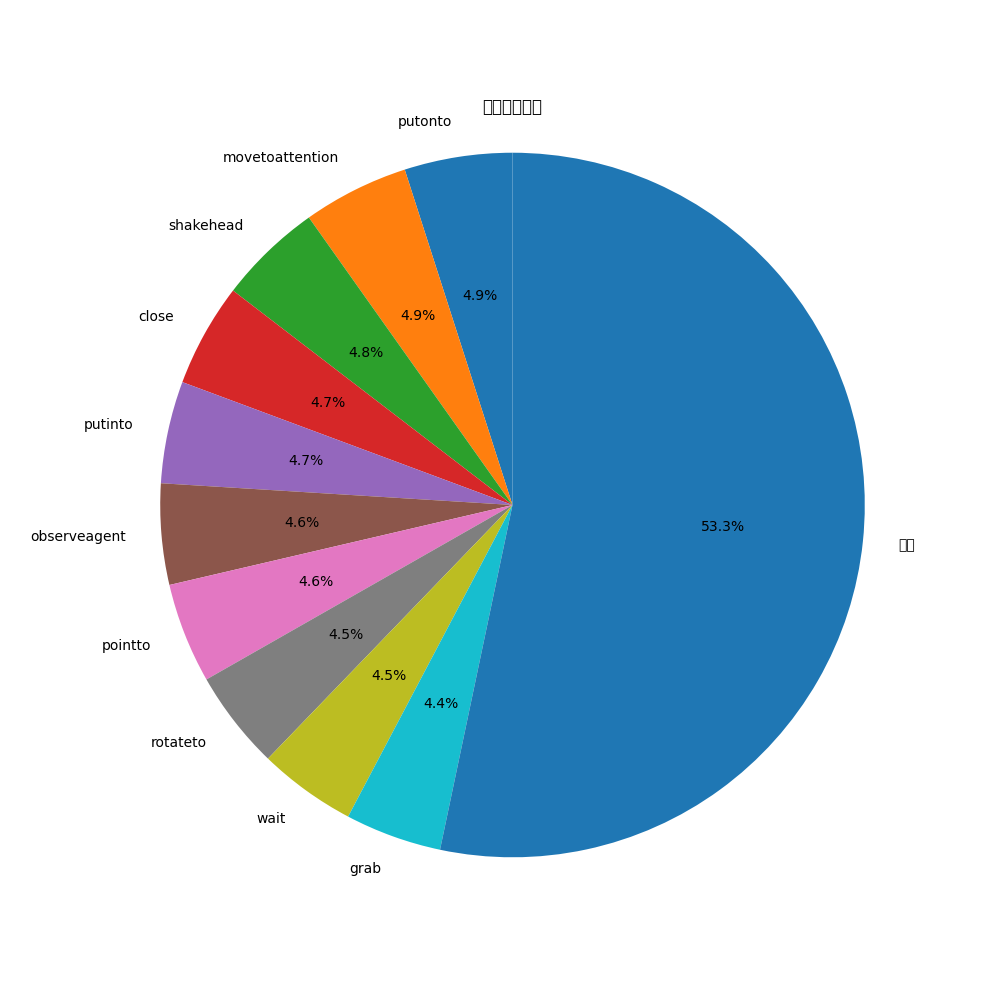 putonto
movetoattention
shakehead
close
putinto
observeagent
pointto
rotateto
wait
grab
4.9%
4.9%
4.8%
4.7%
4.7%
4.6%
4.6%
4.5%
4.5%
4.4%
53.3%